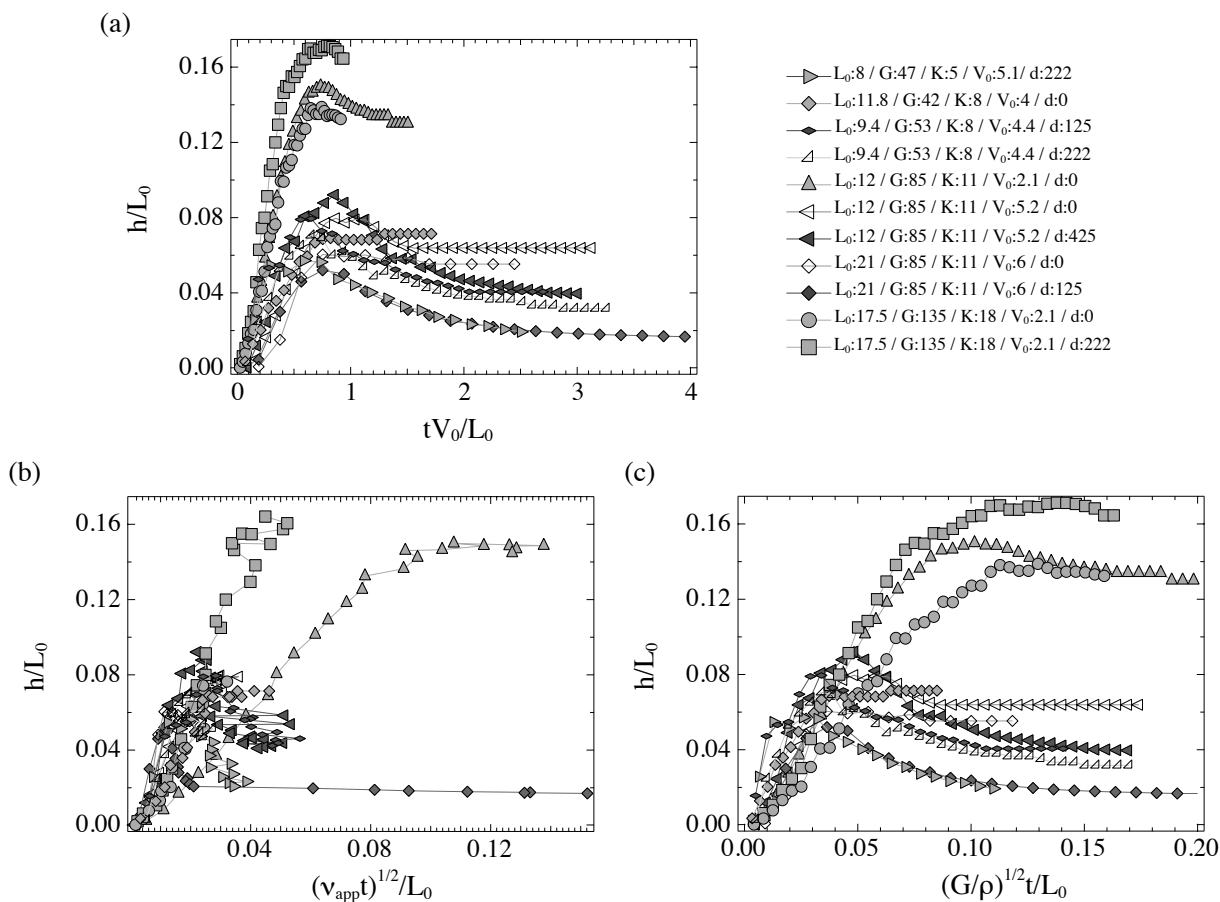 (a)
h/L₀
0.16
0.12
0.08
0.04
0.00
0 1 2 3 4
tV₀/L₀
L₀:8 / G:47 / K:5 / V₀:5.1/ d:222
L₀:11.8 / G:42 / K:8 / V₀:4 / d:0
L₀:9.4 / G:53 / K:8 / V₀:4.4 / d:125
L₀:9.4 / G:53 / K:8 / V₀:4.4 / d:222
L₀:12 / G:85 / K:11 / V₀:2.1 / d:0
L₀:12 / G:85 / K:11 / V₀:5.2 / d:0
L₀:12 / G:85 / K:11 / V₀:5.2 / d:425
L₀:21 / G:85 / K:11 / V₀:6 / d:0
L₀:21 / G:85 / K:11 / V₀:6 / d:125
L₀:17.5 / G:135 / K:18 / V₀:2.1 / d:0
L₀:17.5 / G:135 / K:18 / V₀:2.1 / d:222
(b)
h/L₀
0.16
0.12
0.08
0.04
0.00
0.04 0.08 0.12
(ν_app t)^1/2/L₀
(c)
h/L₀
0.16
0.12
0.08
0.04
0.00
0.00 0.05 0.10 0.15 0.20
(G/ρ)^1/2 t/L₀